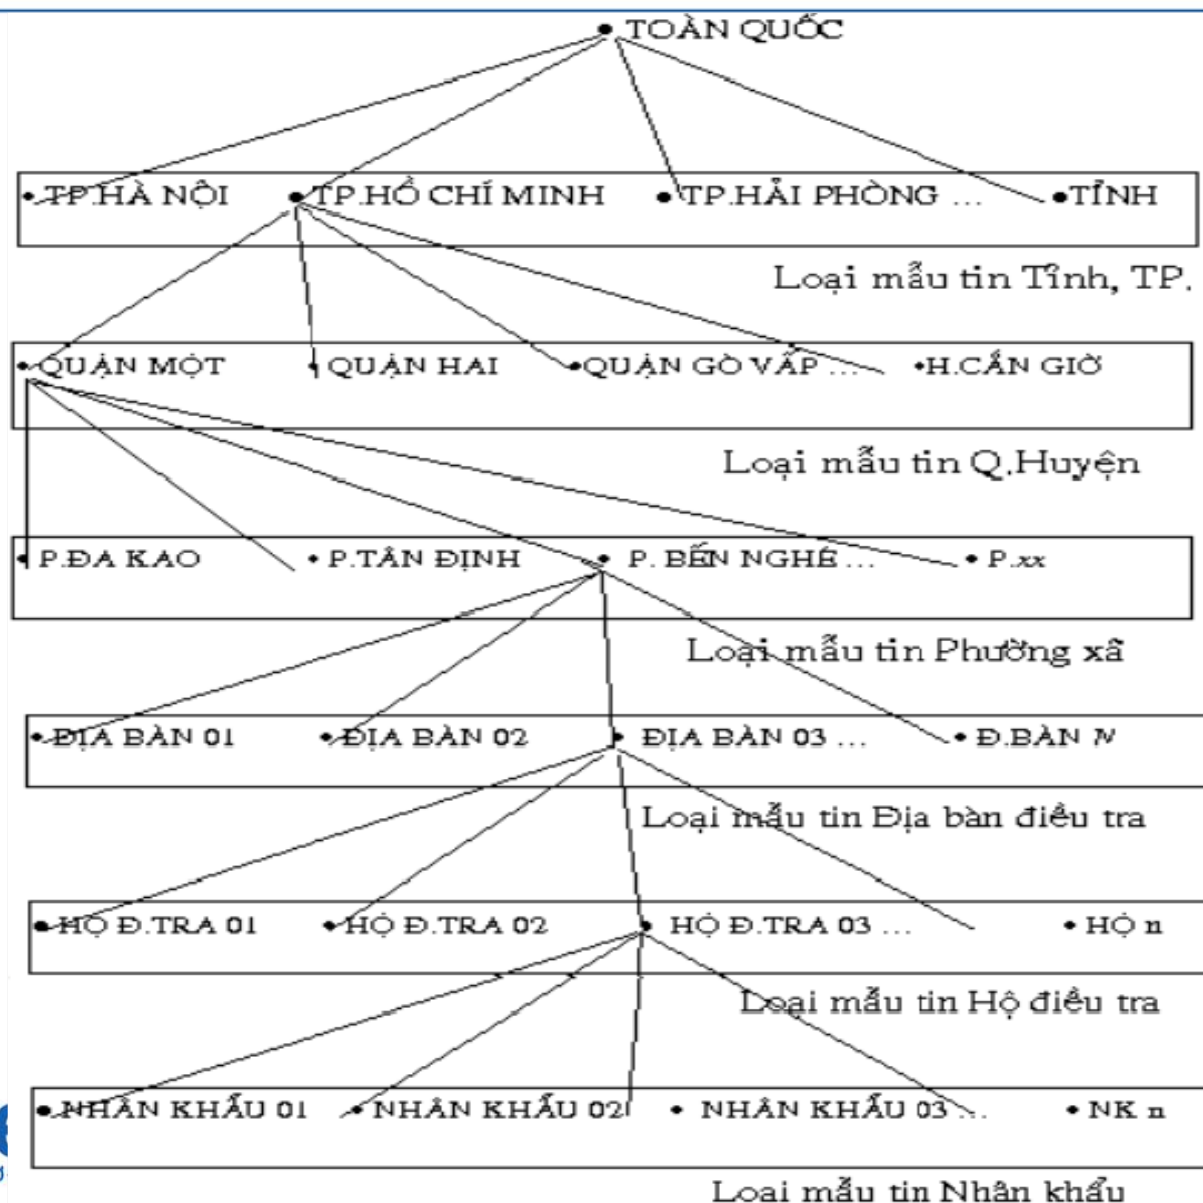 TOÀN QUỐC
TP.HÀ NỘI TP.HỒ CHÍ MINH TP.HẢI PHÒNG ... TỈNH
Loại mẫu tin Tỉnh, TP.
QUẬN MỘT QUẬN HAI QUẬN GÒ VẤP ... H.CẦN GIỜ
Loại mẫu tin Q.Huyện
P.ĐA KAO P.TÂN ĐỊNH P. BẾN NGHÉ ... P.xx
Loại mẫu tin Phường xã
ĐỊA BÀN 01 ĐỊA BÀN 02 ĐỊA BÀN 03 ... Đ.BÀN N
Loại mẫu tin Địa bàn điều tra
HỘ Đ.TRA 01 HỘ Đ.TRA 02 HỘ Đ.TRA 03 ... HỘ n
Loại mẫu tin Hộ điều tra
NHÂN KHẨU 01 NHÂN KHẨU 02 NHÂN KHẨU 03 ... NK n
Loại mẫu tin Nhân khẩu